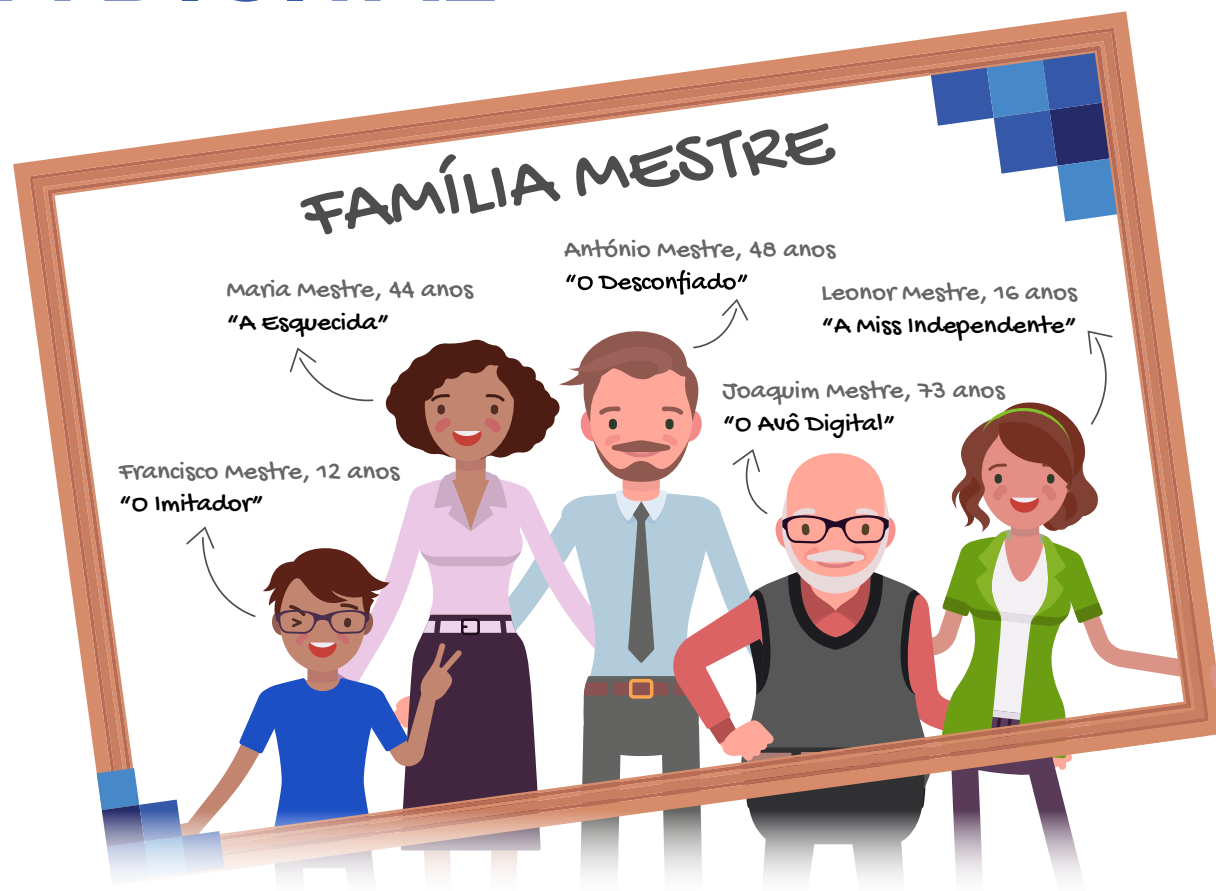 FAMÍLIA MESTRE
António Mestre, 48 anos
"O Desconfiado"
Maria Mestre, 44 anos
"A Esquecida"
Leonor Mestre, 16 anos
"A Miss Independente"
Joaquim Mestre, 73 anos
"O Avô Digital"
Francisco Mestre, 12 anos
"O Imitador"